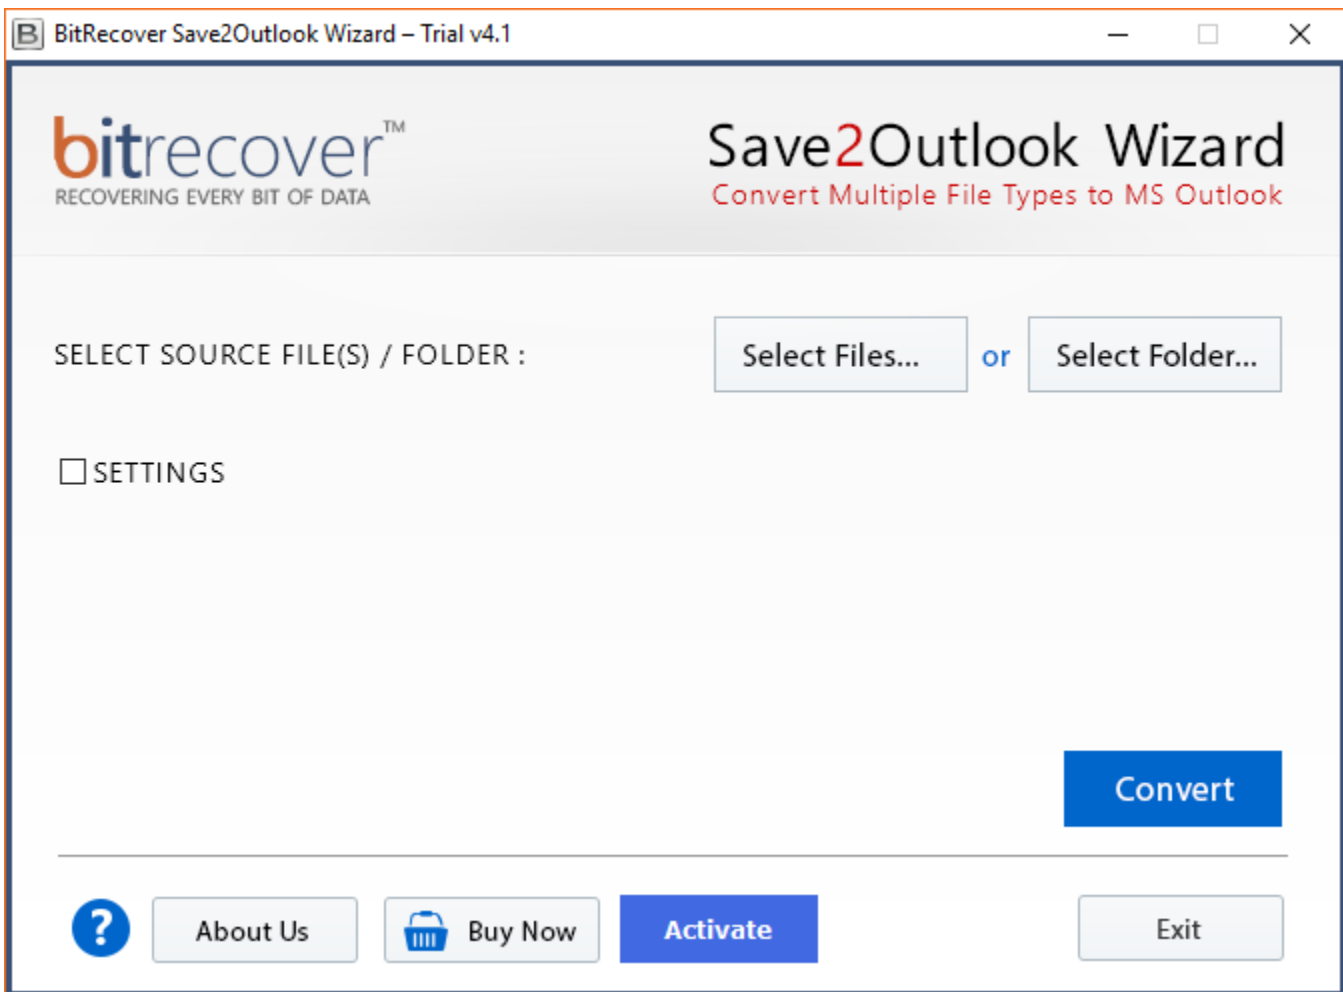 BitRecover Save2Outlook Wizard – Trial v4.1
bitrecover™
RECOVERING EVERY BIT OF DATA
Save2Outlook Wizard
Convert Multiple File Types to MS Outlook
SELECT SOURCE FILE(S) / FOLDER : Select Files... or Select Folder...
SETTINGS
Convert
? About Us Buy Now Activate Exit